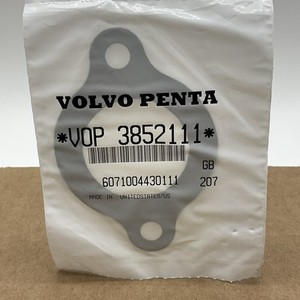 VOLVO PENTA
*VOP 3852111*
GB
6071004430111 207
MADE IN UNITEDSTATES/US